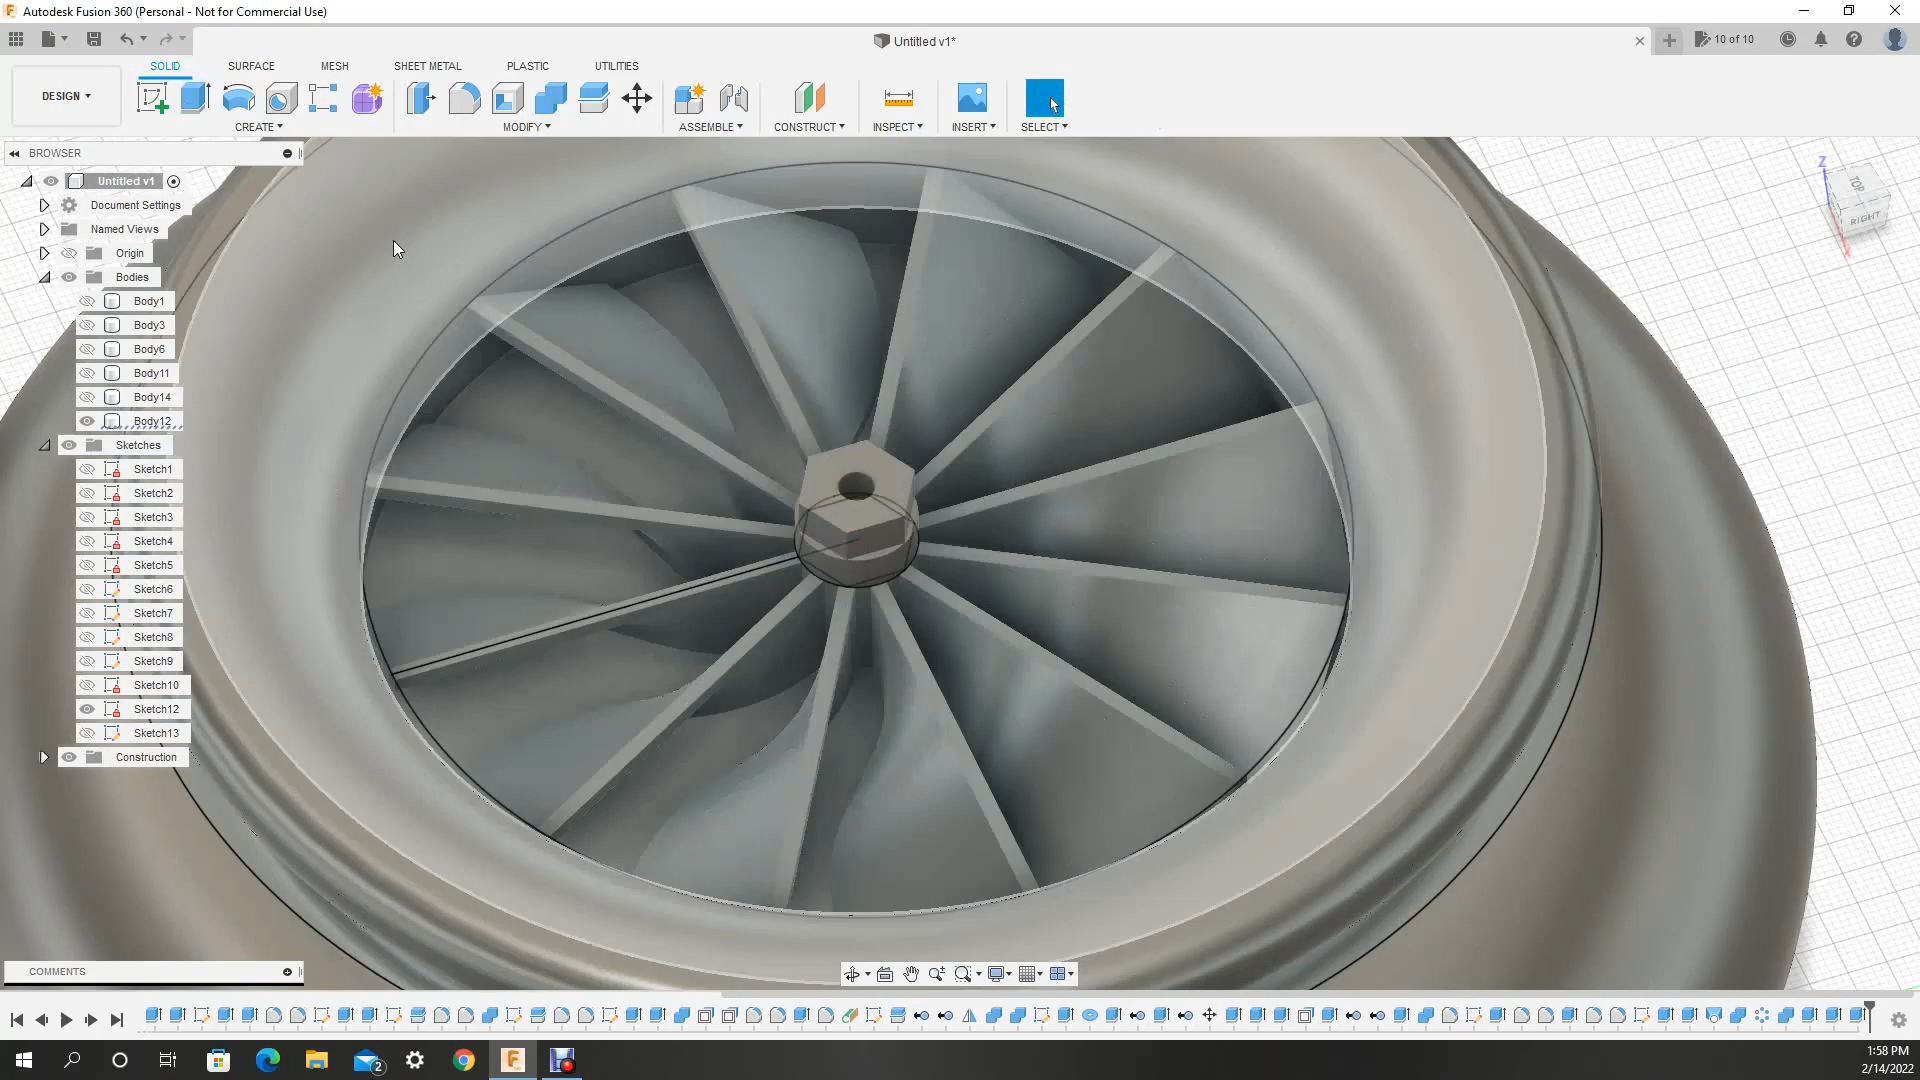 Autodesk Fusion 360 (Personal - Not for Commercial Use)
Untitled v1*
10 of 10
SOLID SURFACE MESH SHEET METAL PLASTIC UTILITIES
DESIGN
CREATE MODIFY ASSEMBLE CONSTRUCT INSPECT INSERT SELECT
BROWSER
Untitled v1
Document Settings
Named Views
Origin
Bodies
Body1
Body3
Body6
Body11
Body14
Body12
Sketches
Sketch1
Sketch2
Sketch3
Sketch4
Sketch5
Sketch6
Sketch7
Sketch8
Sketch9
Sketch10
Sketch12
Sketch13
Construction
Z
TOP
RIGHT
X
COMMENTS
2
1:58 PM
2/14/2022